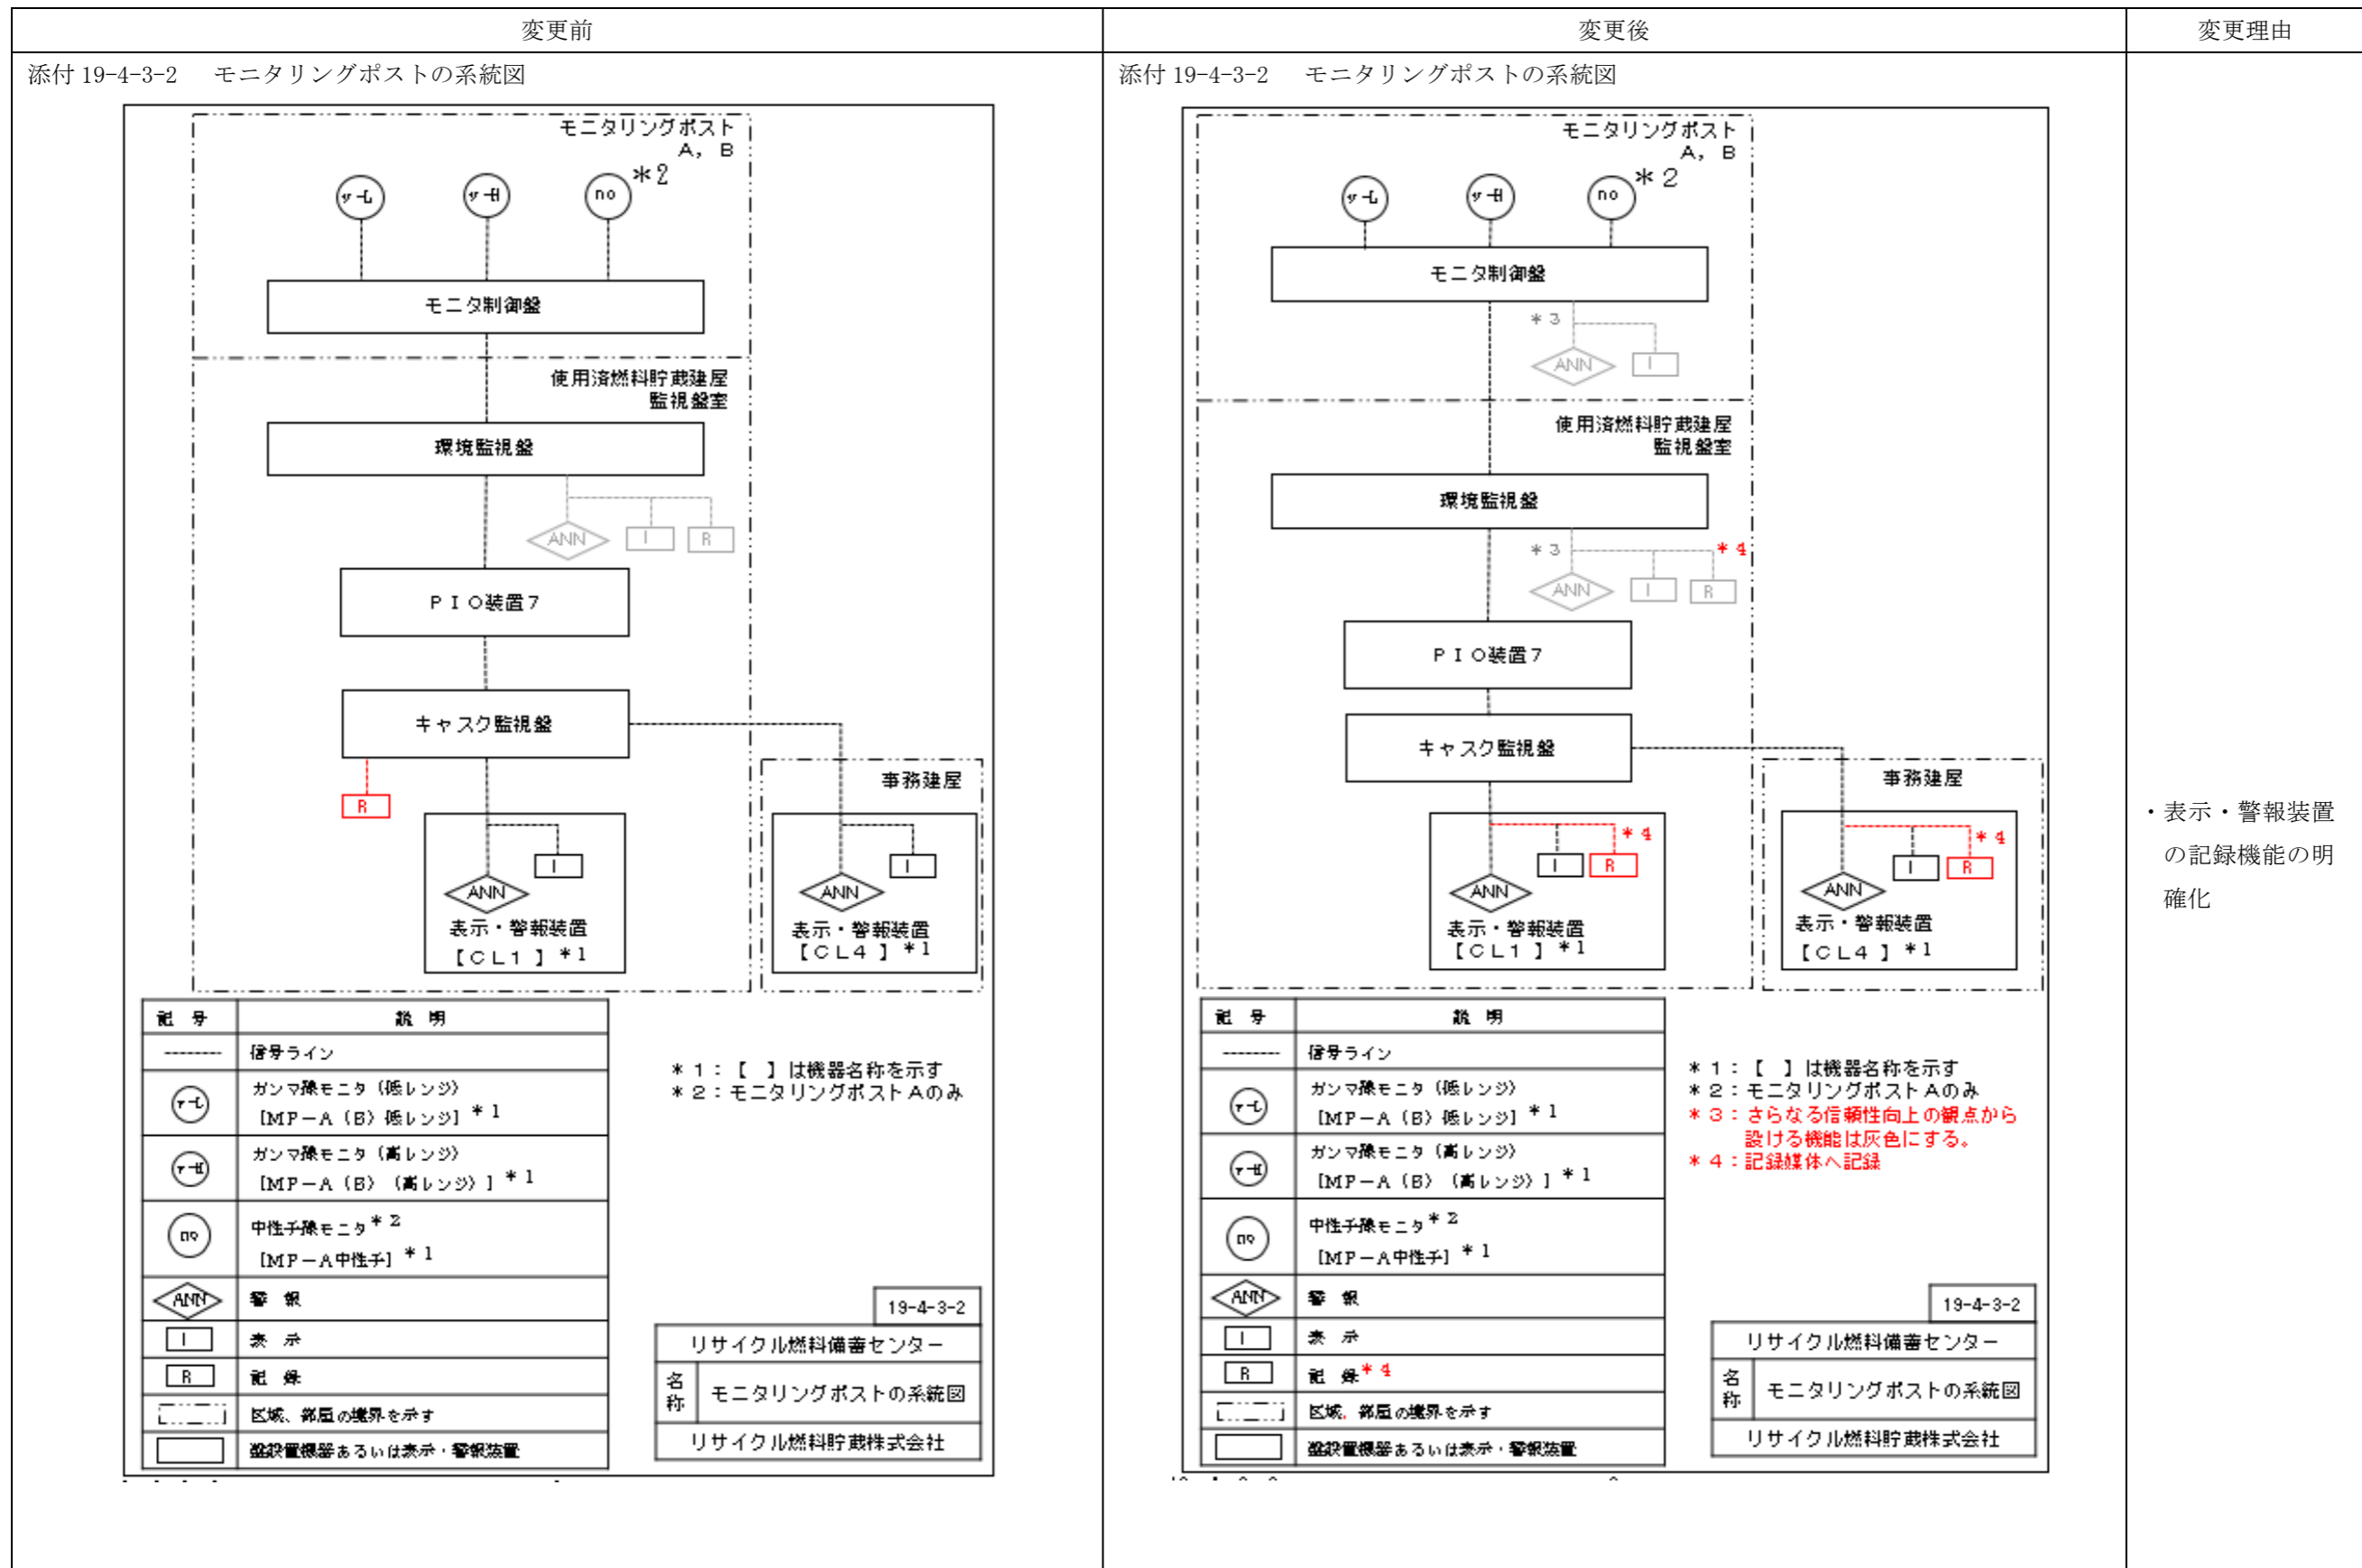 変更前
変更後
変更理由
添付 19-4-3-2 モニタリングポストの系統図
モニタリングポスト
A, B
γ-L
γ-H
no
*2
モニタ制御盤
使用済燃料貯蔵建屋
監視盤室
環境監視盤
ANN
I
R
PIO装置7
キャスク監視盤
R
事務建屋
I
ANN
表示・警報装置
【CL1】*1
I
ANN
表示・警報装置
【CL4】*1
記号 説明
信号ライン
γ-L ガンマ線モニタ(低レンジ)
[MP-A(B)低レンジ]*1
γ-H ガンマ線モニタ(高レンジ)
[MP-A(B)(高レンジ)]*1
no 中性子線モニタ*2
[MP-A中性子]*1
ANN 警報
I 表示
R 記録
区域、部屋の境界を示す
盤設置機器あるいは表示・警報装置
*1:【 】は機器名称を示す
*2:モニタリングポストAのみ
19-4-3-2
リサイクル燃料備蓄センター
名称 モニタリングポストの系統図
リサイクル燃料貯蔵株式会社
添付 19-4-3-2 モニタリングポストの系統図
モニタリングポスト
A, B
γ-L
γ-H
no
*2
モニタ制御盤
*3
ANN
I
使用済燃料貯蔵建屋
監視盤室
環境監視盤
*3
*4
ANN
I
R
PIO装置7
キャスク監視盤
事務建屋
*4
I
R
ANN
表示・警報装置
【CL1】*1
*4
I
R
ANN
表示・警報装置
【CL4】*1
記号 説明
信号ライン
γ-L ガンマ線モニタ(低レンジ)
[MP-A(B)低レンジ]*1
γ-H ガンマ線モニタ(高レンジ)
[MP-A(B)(高レンジ)]*1
no 中性子線モニタ*2
[MP-A中性子]*1
ANN 警報
I 表示
R 記録*4
区域、部屋の境界を示す
盤設置機器あるいは表示・警報装置
*1:【 】は機器名称を示す
*2:モニタリングポストAのみ
*3:さらなる信頼性向上の観点から
設ける機能は灰色にする。
*4:記録媒体へ記録
19-4-3-2
リサイクル燃料備蓄センター
名称 モニタリングポストの系統図
リサイクル燃料貯蔵株式会社
・表示・警報装置
の記録機能の明
確化